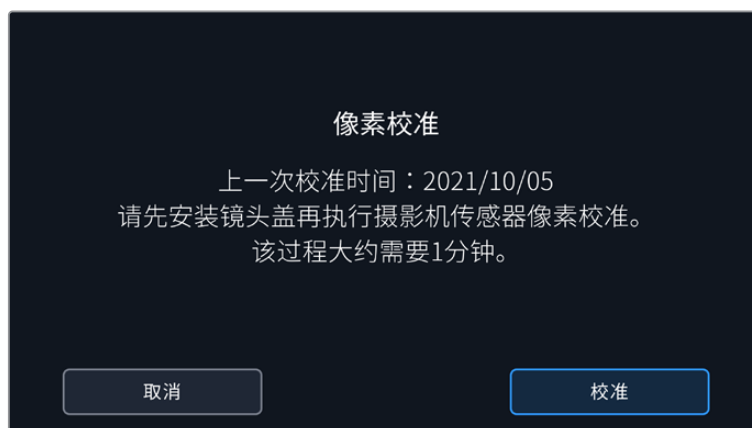 像素校准
上一次校准时间：2021/10/05
请先安装镜头盖再执行摄影机传感器像素校准。
该过程大约需要1分钟。
取消
校准